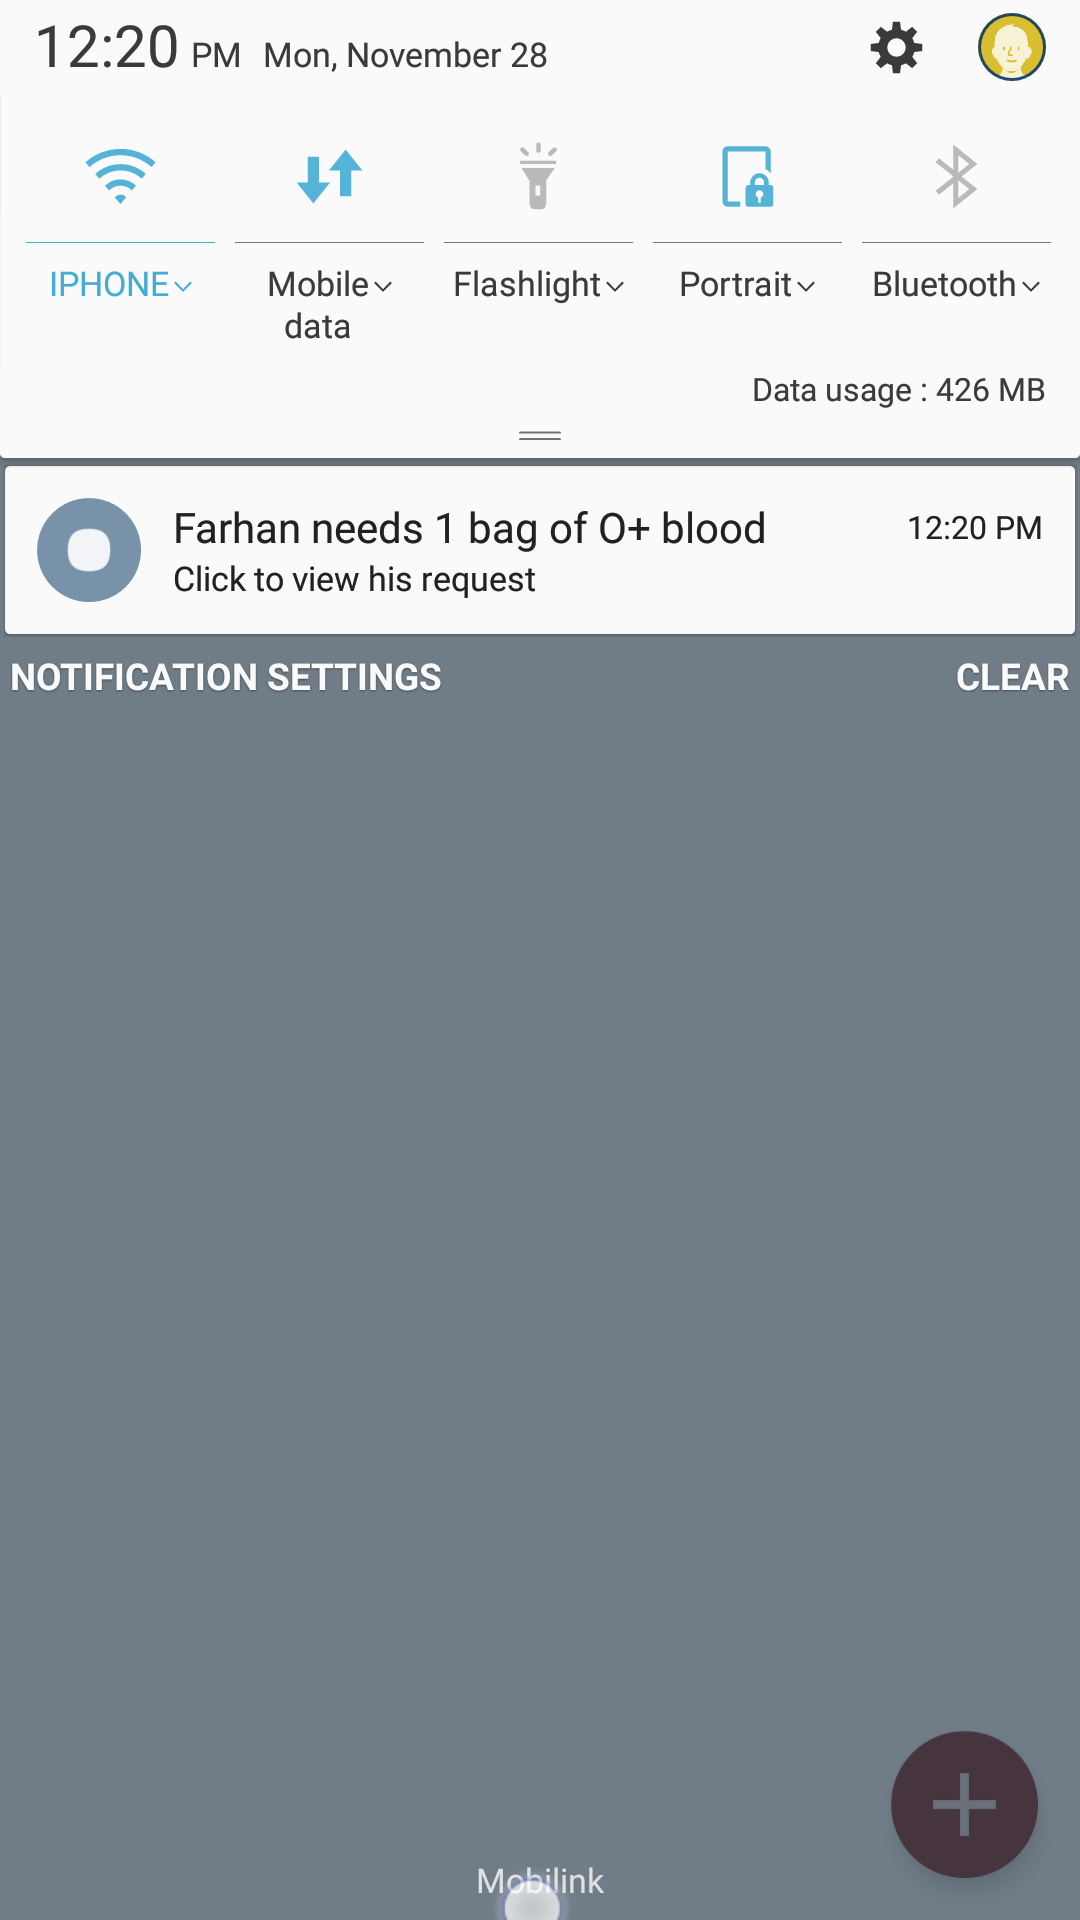 12:20 PM Mon, November 28
IPHONE Mobile data Flashlight Portrait Bluetooth
Data usage : 426 MB
Farhan needs 1 bag of O+ blood 12:20 PM
Click to view his request
NOTIFICATION SETTINGS CLEAR
Mobilink